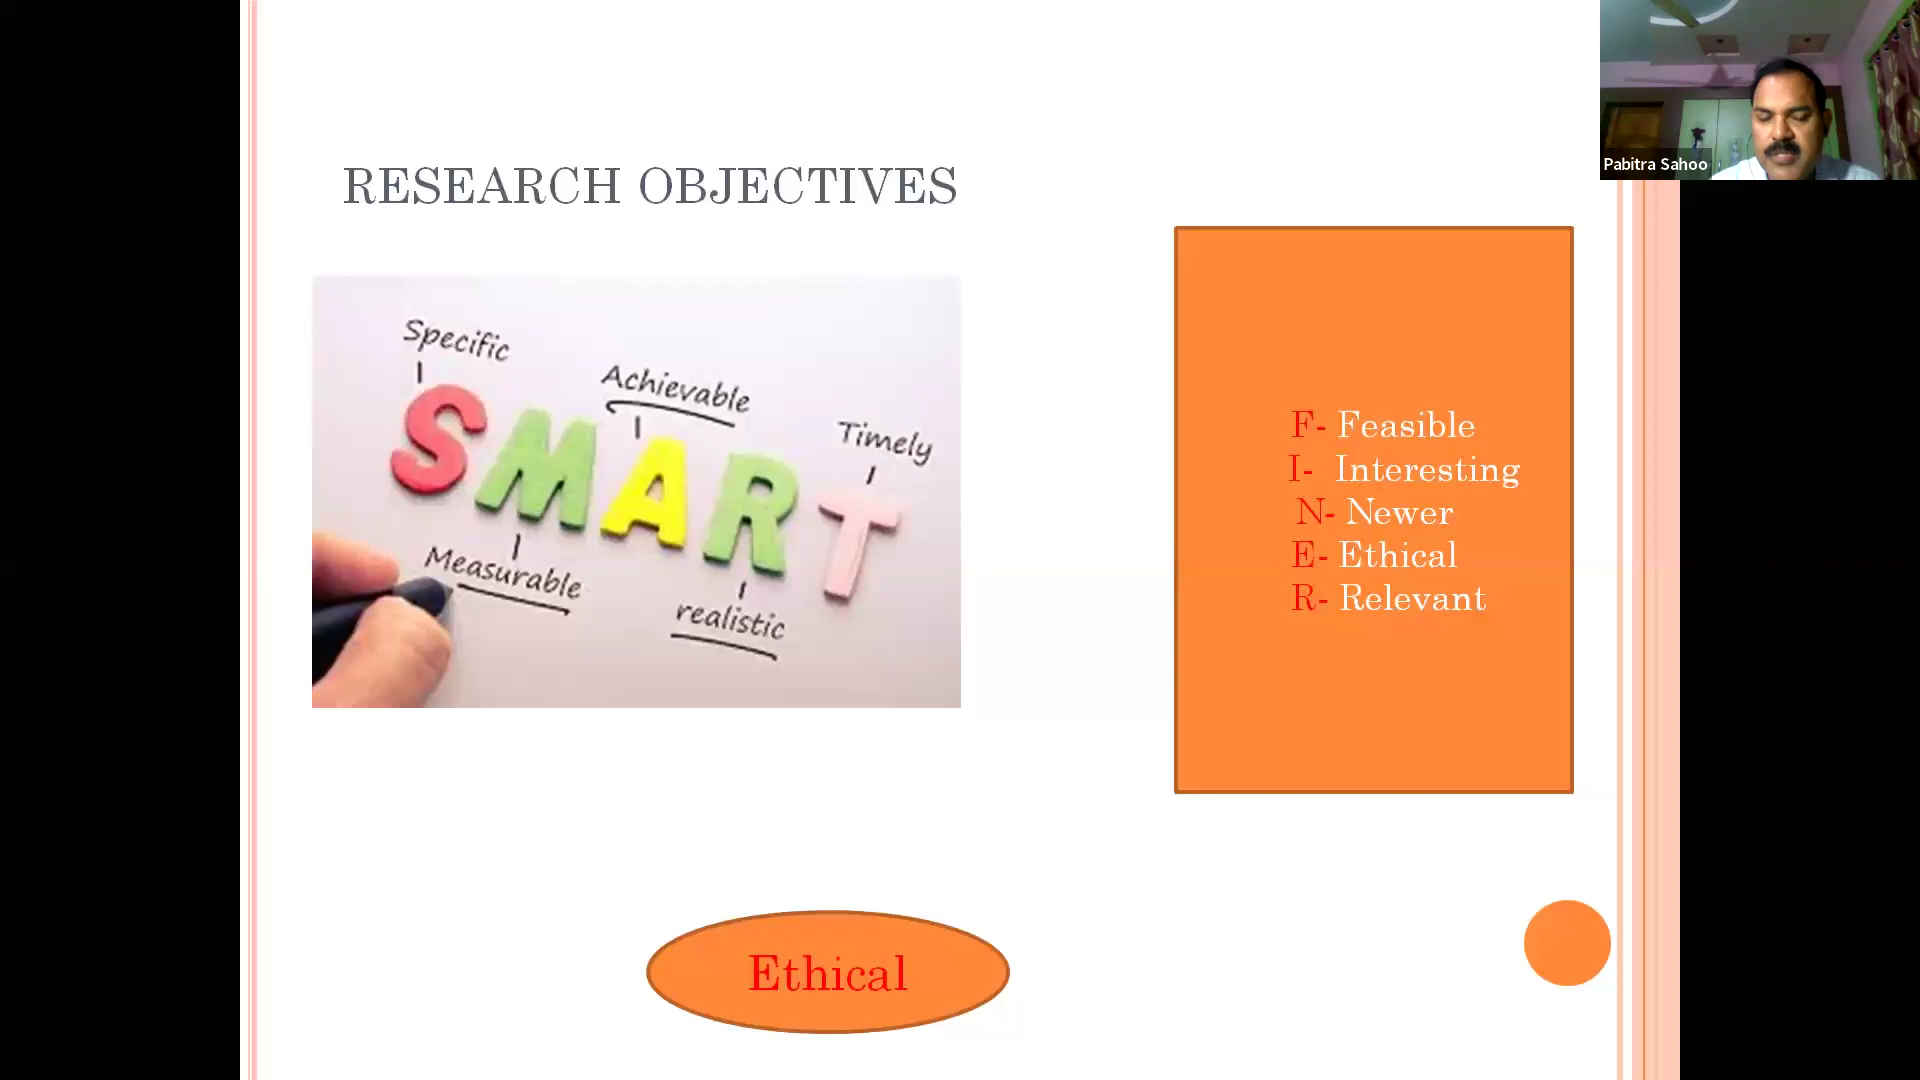 Pabitra Sahoo
RESEARCH OBJECTIVES
Specific
Achievable
Timely
SMART
Measurable
realistic
F- Feasible
I- Interesting
N- Newer
E- Ethical
R- Relevant
Ethical